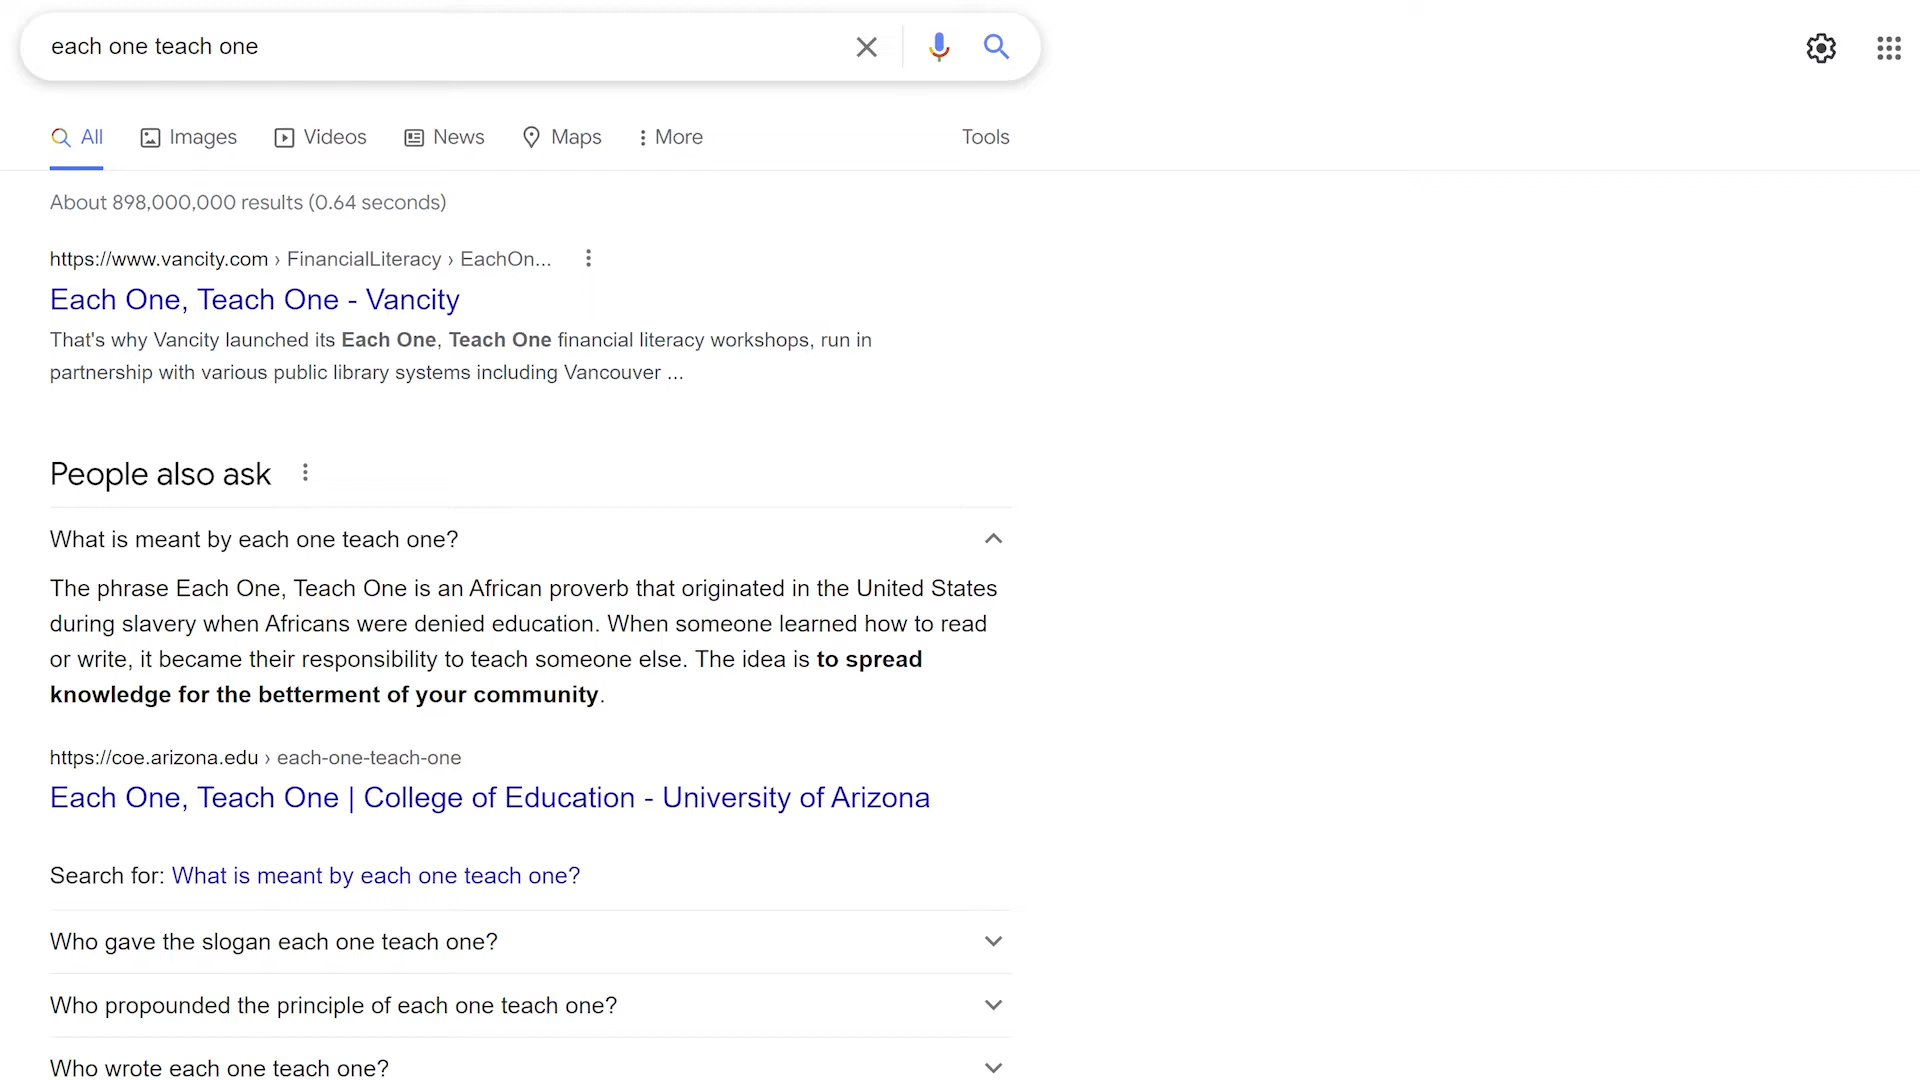 each one teach one
All Images Videos News Maps More Tools
About 898,000,000 results (0.64 seconds)
https://www.vancity.com › FinancialLiteracy › EachOn...
Each One, Teach One - Vancity
That's why Vancity launched its Each One, Teach One financial literacy workshops, run in
partnership with various public library systems including Vancouver ...
People also ask
What is meant by each one teach one?
The phrase Each One, Teach One is an African proverb that originated in the United States
during slavery when Africans were denied education. When someone learned how to read
or write, it became their responsibility to teach someone else. The idea is to spread
knowledge for the betterment of your community.
https://coe.arizona.edu › each-one-teach-one
Each One, Teach One | College of Education - University of Arizona
Search for: What is meant by each one teach one?
Who gave the slogan each one teach one?
Who propounded the principle of each one teach one?
Who wrote each one teach one?